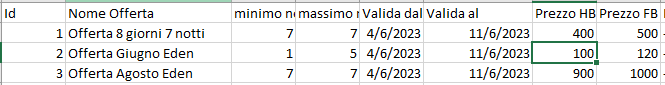 Id Nome Offerta minimo massimo Valida dal Valida al Prezzo HB Prezzo FB
1 Offerta 8 giorni 7 notti 7 7 4/6/2023 11/6/2023 400 500
2 Offerta Giugno Eden 1 5 4/6/2023 11/6/2023 100 120
3 Offerta Agosto Eden 7 7 4/6/2023 11/6/2023 900 1000